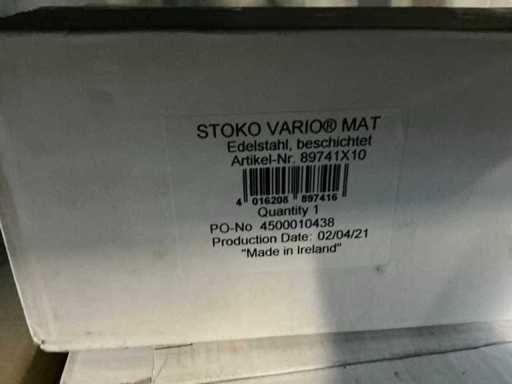 STOKO VARIO® MAT
Edelstahl, beschichtet
Artikel-Nr. 89741X10
4 016208 897416
Quantity 1
PO-No 4500010438
Production Date: 02/04/21
"Made in Ireland"